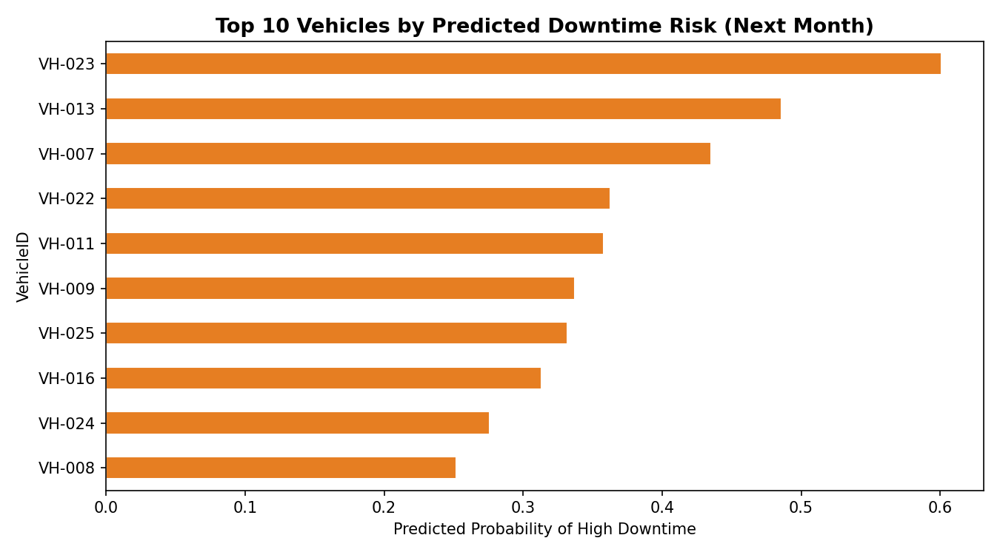 Top 10 Vehicles by Predicted Downtime Risk (Next Month)
VehicleID
VH-023
VH-013
VH-007
VH-022
VH-011
VH-009
VH-025
VH-016
VH-024
VH-008
0.0 0.1 0.2 0.3 0.4 0.5 0.6
Predicted Probability of High Downtime